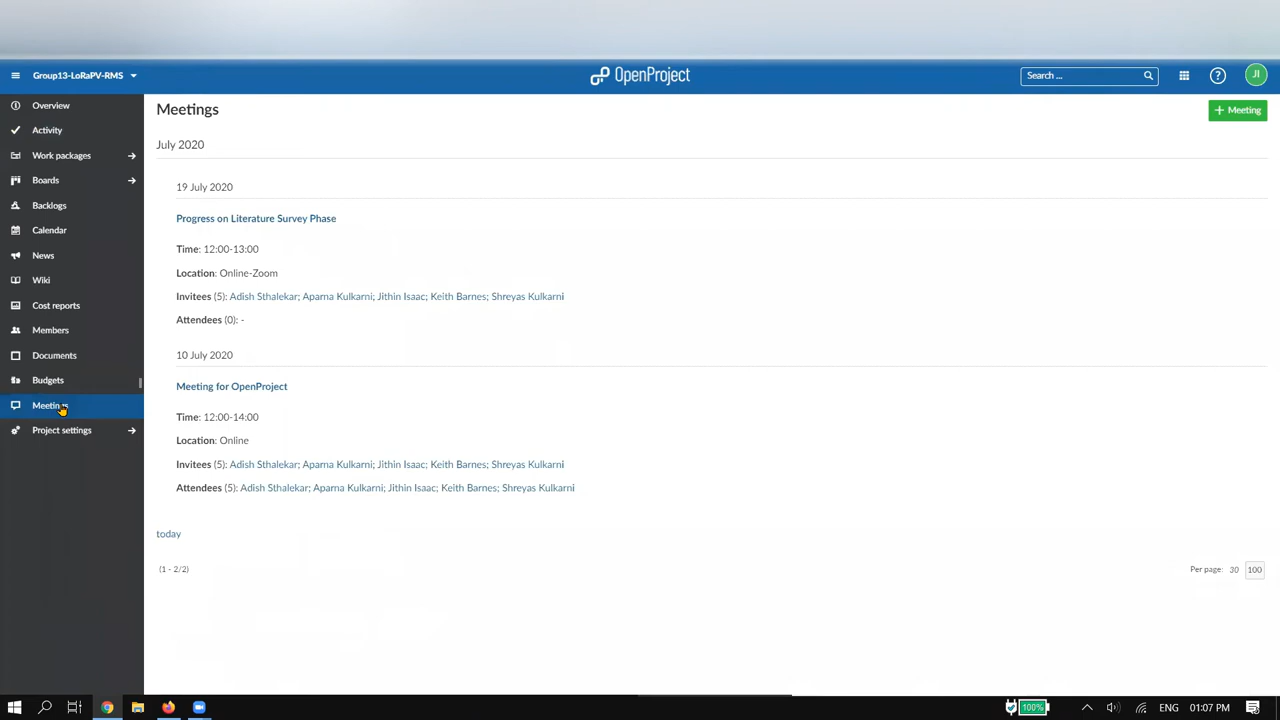 Group13-LoRaPV-RMS
OpenProject
Search ...
?
JI
Overview
Activity
Work packages
Boards
Backlogs
Calendar
News
Wiki
Cost reports
Members
Documents
Budgets
Meetings
Project settings
Meetings
+ Meeting
July 2020
19 July 2020
Progress on Literature Survey Phase
Time: 12:00-13:00
Location: Online-Zoom
Invitees (5): Adish Sthalekar; Aparna Kulkarni; Jithin Isaac; Keith Barnes; Shreyas Kulkarni
Attendees (0): -
10 July 2020
Meeting for OpenProject
Time: 12:00-14:00
Location: Online
Invitees (5): Adish Sthalekar; Aparna Kulkarni; Jithin Isaac; Keith Barnes; Shreyas Kulkarni
Attendees (5): Adish Sthalekar; Aparna Kulkarni; Jithin Isaac; Keith Barnes; Shreyas Kulkarni
today
(1 - 2/2)
Per page: 30 100
100%
ENG
01:07 PM